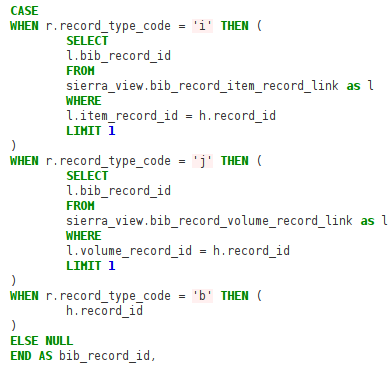 CASE
WHEN r.record_type_code = 'i' THEN (
        SELECT
        l.bib_record_id
        FROM
        sierra_view.bib_record_item_record_link as l
        WHERE
        l.item_record_id = h.record_id
        LIMIT 1
)
WHEN r.record_type_code = 'j' THEN (
        SELECT
        l.bib_record_id
        FROM
        sierra_view.bib_record_volume_record_link as l
        WHERE
        l.volume_record_id = h.record_id
        LIMIT 1
)
WHEN r.record_type_code = 'b' THEN (
        h.record_id
)
ELSE NULL
END AS bib_record_id,